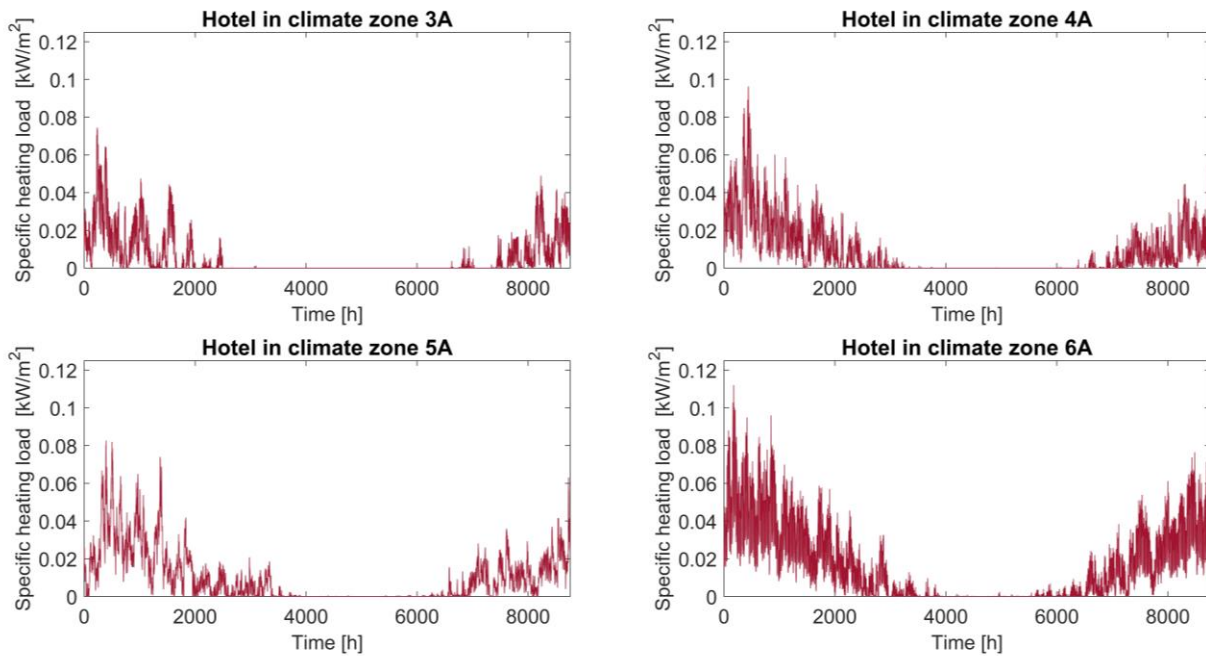 Hotel in climate zone 3A
Specific heating load [kW/m²]
0.12
0.1
0.08
0.06
0.04
0.02
0
0 2000 4000 6000 8000
Time [h]
Hotel in climate zone 4A
Specific heating load [kW/m²]
0.12
0.1
0.08
0.06
0.04
0.02
0
0 2000 4000 6000 8000
Time [h]
Hotel in climate zone 5A
Specific heating load [kW/m²]
0.12
0.1
0.08
0.06
0.04
0.02
0
0 2000 4000 6000 8000
Time [h]
Hotel in climate zone 6A
Specific heating load [kW/m²]
0.12
0.1
0.08
0.06
0.04
0.02
0
0 2000 4000 6000 8000
Time [h]